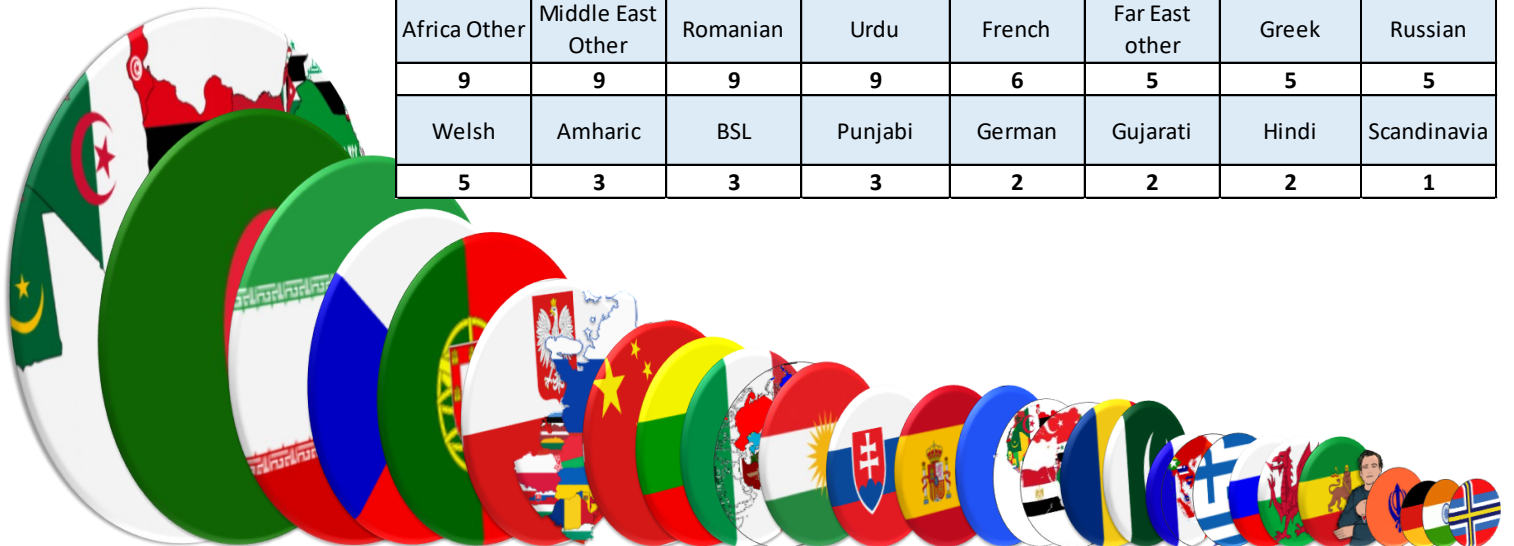 Africa Other Middle East Other Romanian Urdu French Far East other Greek Russian
9 9 9 9 6 5 5 5
Welsh Amharic BSL Punjabi German Gujarati Hindi Scandinavia
5 3 3 3 2 2 2 1